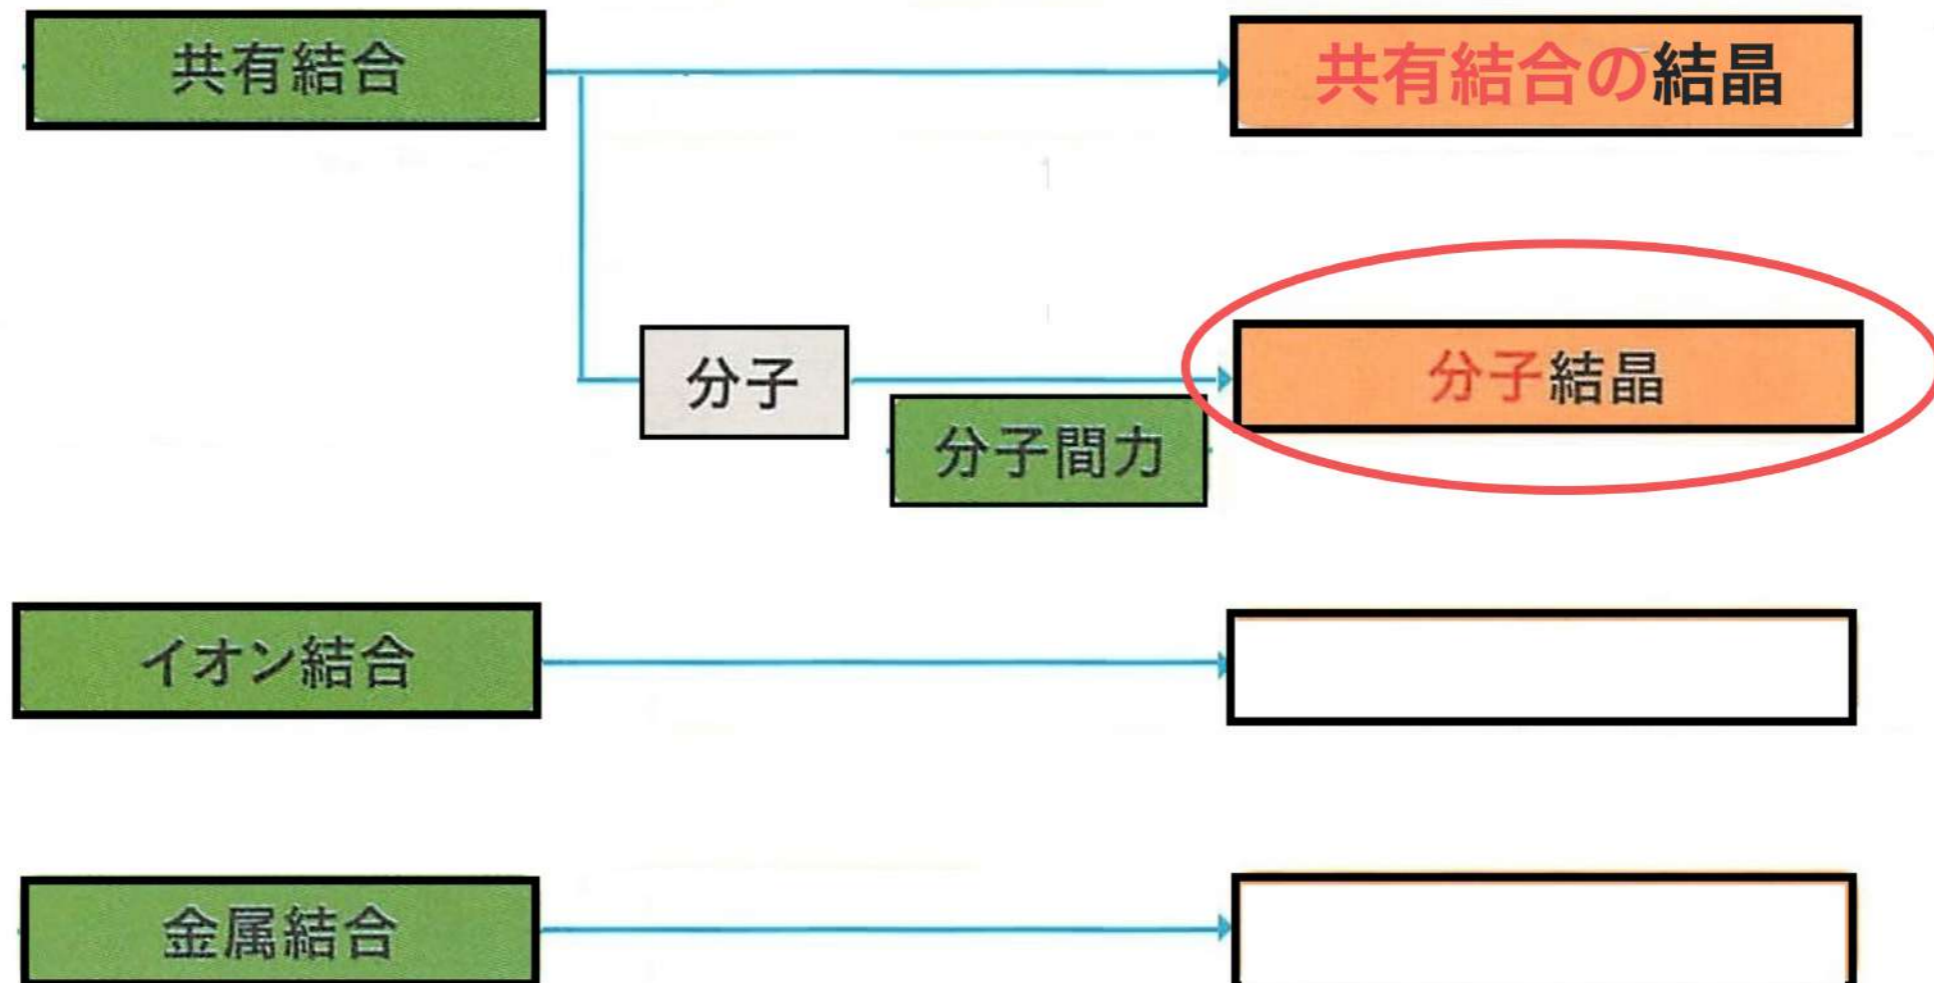 共有結合
共有結合の結晶
分子
分子結晶
分子間力
イオン結合
金属結合